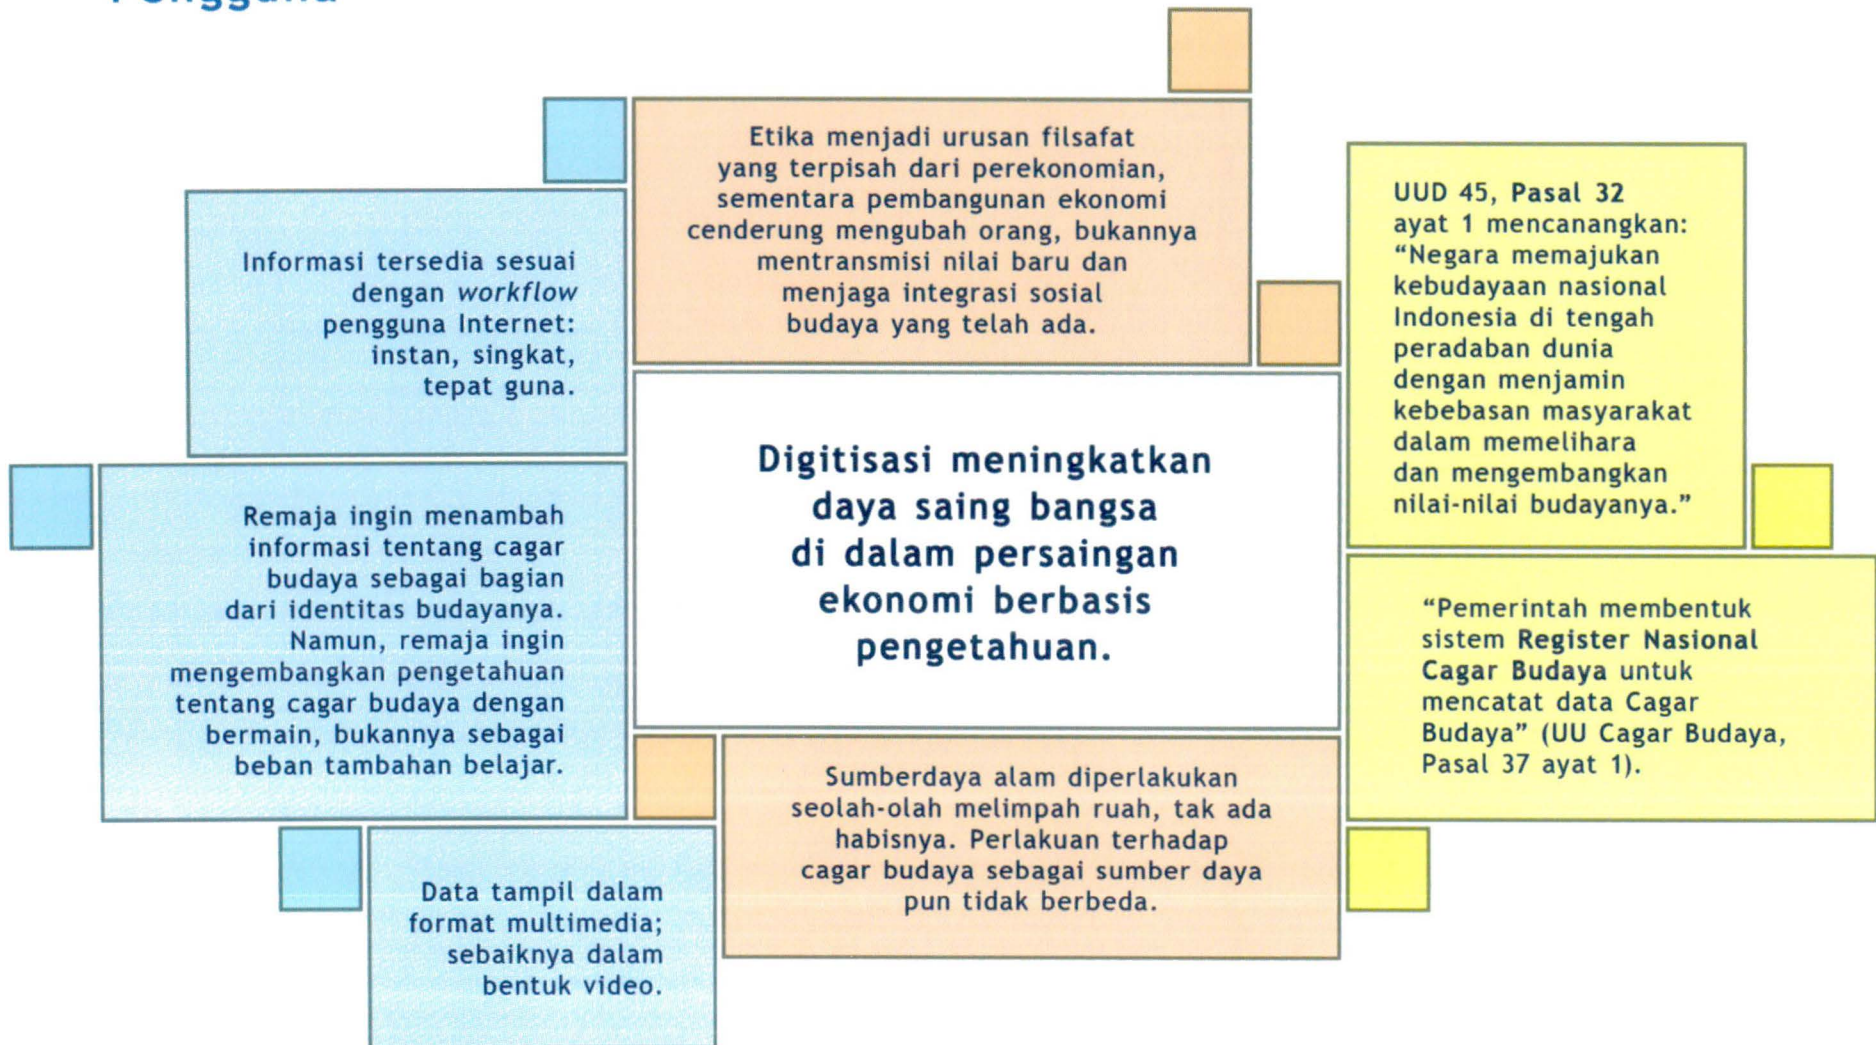 Pengguna
Etika menjadi urusan filsafat
yang terpisah dari perekonomian,
sementara pembangunan ekonomi
cenderung mengubah orang, bukannya
mentransmisi nilai baru dan
menjaga integrasi sosial
budaya yang telah ada.
Informasi tersedia sesuai
dengan workflow
pengguna Internet:
instan, singkat,
tepat guna.
UUD 45, Pasal 32
ayat 1 mencanangkan:
“Negara memajukan
kebudayaan nasional
Indonesia di tengah
peradaban dunia
dengan menjamin
kebebasan masyarakat
dalam memelihara
dan mengembangkan
nilai-nilai budayanya.”
Digitisasi meningkatkan
daya saing bangsa
di dalam persaingan
ekonomi berbasis
pengetahuan.
Remaja ingin menambah
informasi tentang cagar
budaya sebagai bagian
dari identitas budayanya.
Namun, remaja ingin
mengembangkan pengetahuan
tentang cagar budaya dengan
bermain, bukannya sebagai
beban tambahan belajar.
“Pemerintah membentuk
sistem Register Nasional
Cagar Budaya untuk
mencatat data Cagar
Budaya” (UU Cagar Budaya,
Pasal 37 ayat 1).
Sumberdaya alam diperlakukan
seolah-olah melimpah ruah, tak ada
habisnya. Perlakuan terhadap
cagar budaya sebagai sumber daya
pun tidak berbeda.
Data tampil dalam
format multimedia;
sebaiknya dalam
bentuk video.